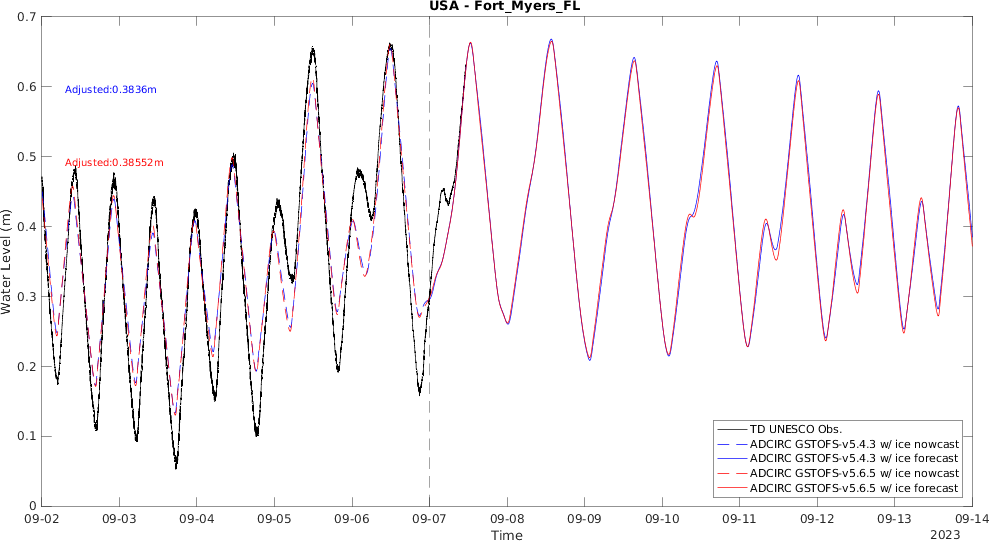 USA - Fort_Myers_FL
0.7
0.6
0.5
0.4
0.3
0.2
0.1
0
Water Level (m)
Adjusted:0.3836m
Adjusted:0.38552m
TD UNESCO Obs.
ADCIRC GSTOFS-v5.4.3 w/ ice nowcast
ADCIRC GSTOFS-v5.4.3 w/ ice forecast
ADCIRC GSTOFS-v5.6.5 w/ ice nowcast
ADCIRC GSTOFS-v5.6.5 w/ ice forecast
09-02 09-03 09-04 09-05 09-06 09-07 09-08 09-09 09-10 09-11 09-12 09-13 09-14
Time
2023